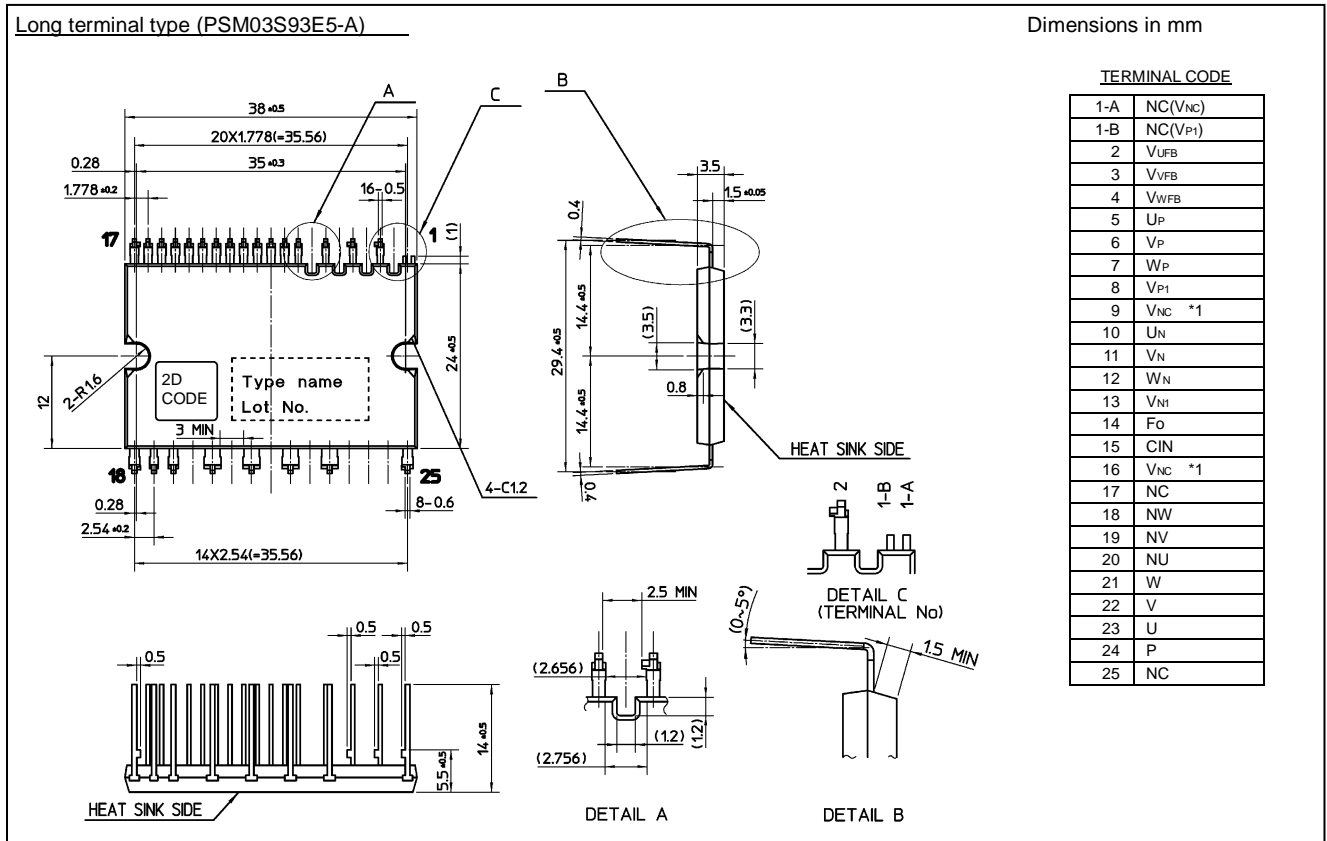 Long terminal type (PSM03S93E5-A)
Dimensions in mm
A
C
B
38 ±0.5
20X1.778(=35.56)
35 ±0.3
0.28
1.778 ±0.2
16-0.5
17
1
(1)
24 ±0.5
12
2-R1.6
2D
CODE
Type name
Lot No.
3 MIN
18
25
4-C1.2
0.28
8-0.6
2.54 ±0.2
14X2.54(=35.56)
3.5
1.5 ±0.05
0.4
29.4 ±0.5
14.4 ±0.5
14.4 ±0.5
(3.5)
(3.3)
0.8
0.4
HEAT SINK SIDE
2
1-B
1-A
DETAIL C
(TERMINAL No)
0.5
0.5
0.5
0.5
14 ±0.5
5.5 ±0.5
HEAT SINK SIDE
2.5 MIN
(2.656)
(1.2)
(1.2)
(2.756)
DETAIL A
(0~5°)
1.5 MIN
DETAIL B
TERMINAL CODE
1-A NC(VNC)
1-B NC(VP1)
2 VUFB
3 VVFB
4 VWFB
5 UP
6 VP
7 WP
8 VP1
9 VNC *1
10 UN
11 VN
12 WN
13 VN1
14 Fo
15 CIN
16 VNC *1
17 NC
18 NW
19 NV
20 NU
21 W
22 V
23 U
24 P
25 NC